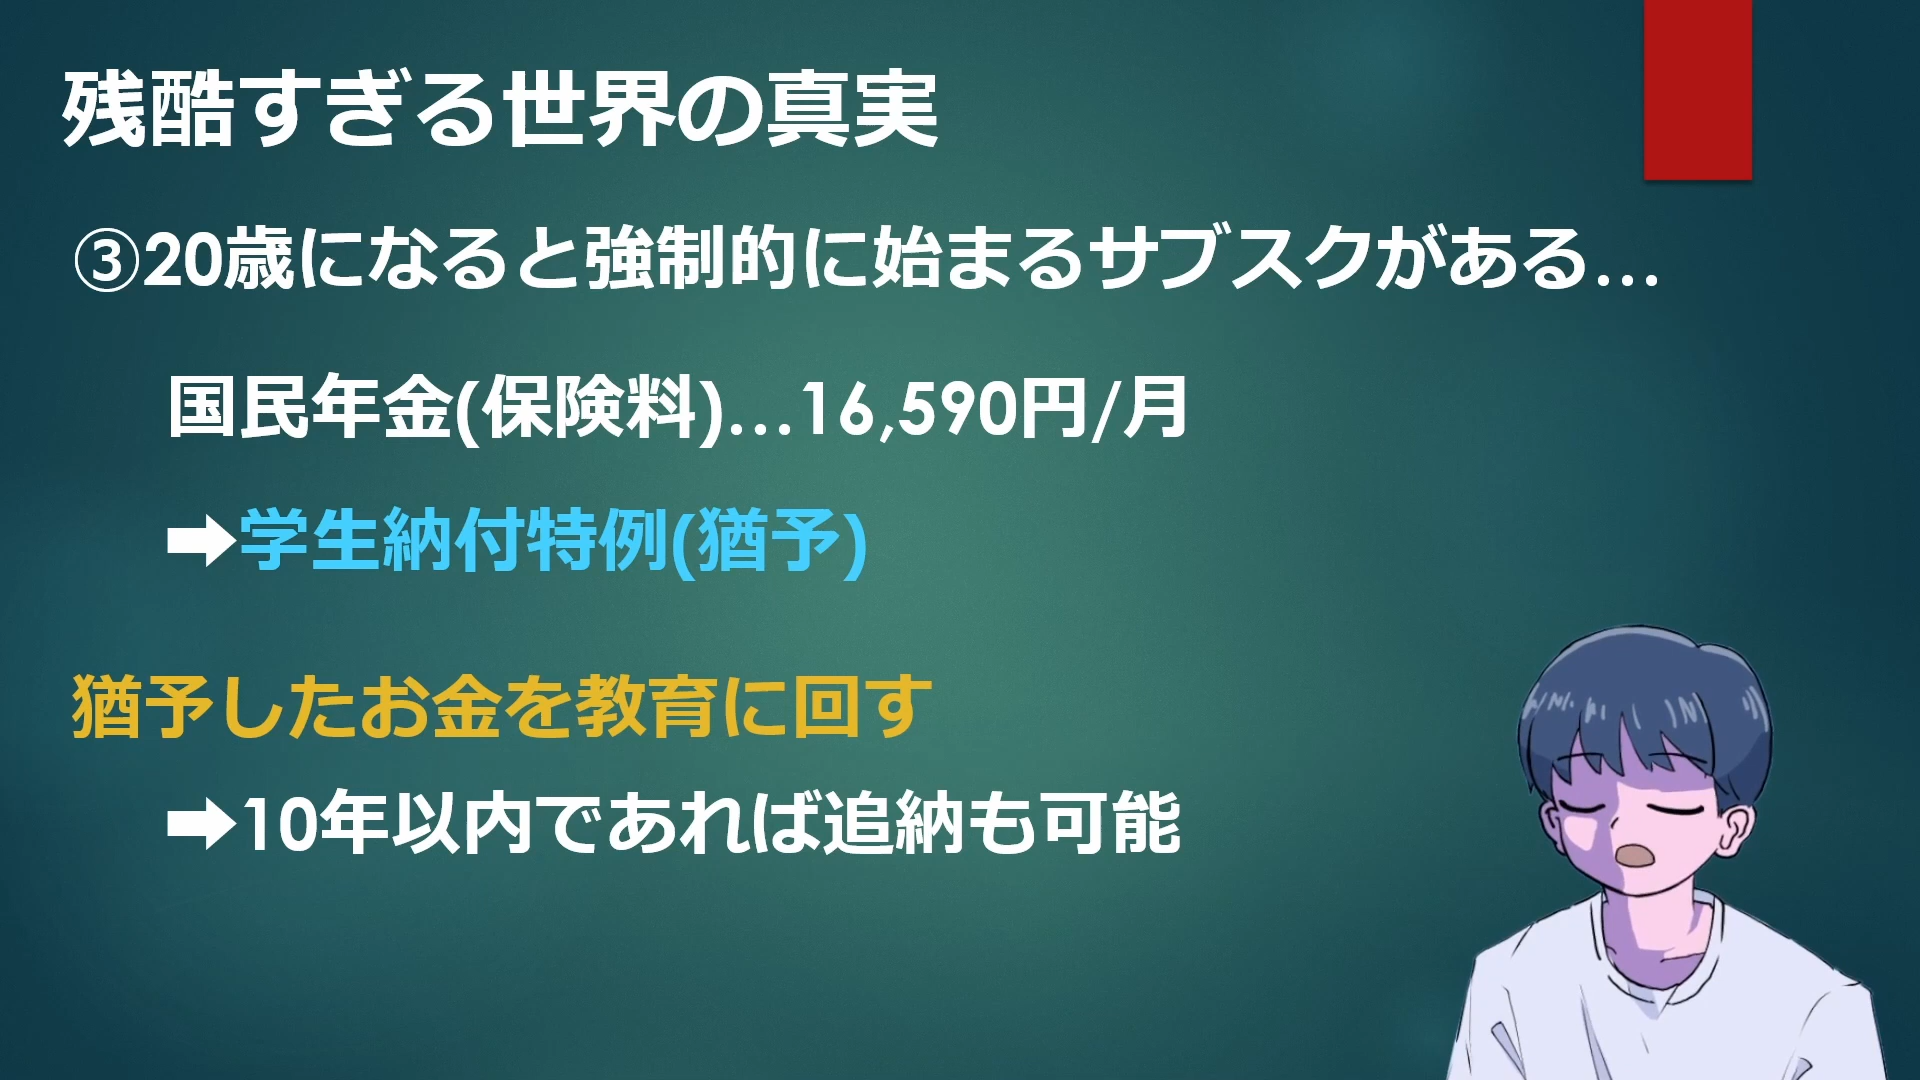 残酷すぎる世界の真実
③20歳になると強制的に始まるサブスクがある…
国民年金(保険料)…16,590円/月
➡学生納付特例(猶予)
猶予したお金を教育に回す
➡10年以内であれば追納も可能